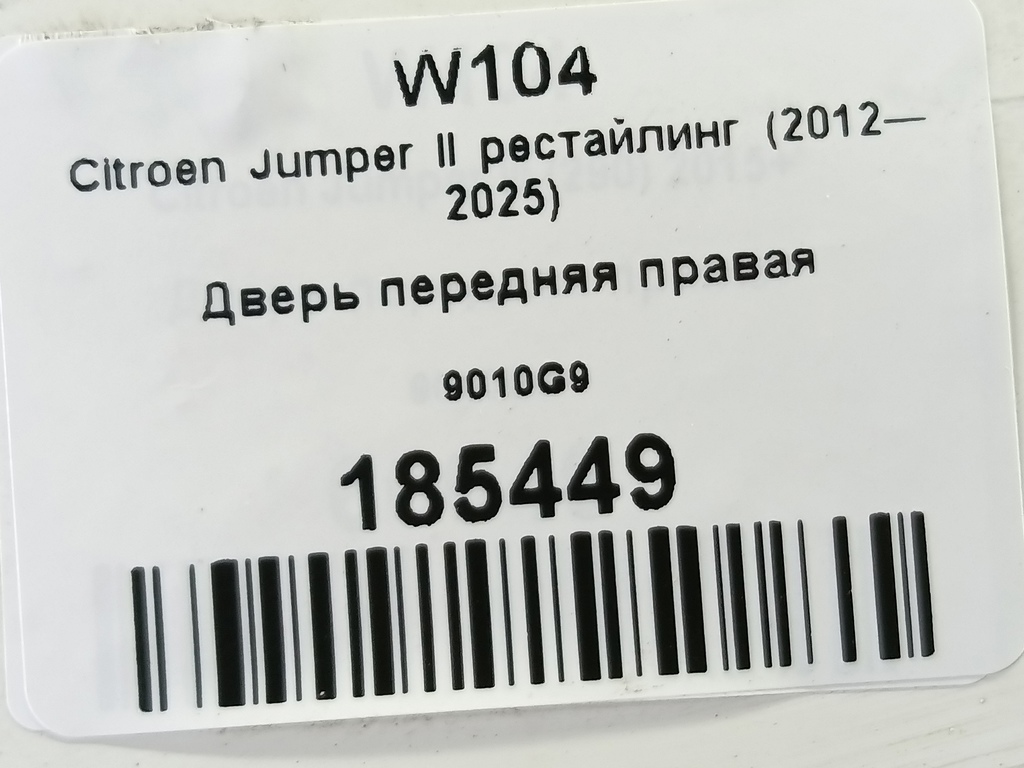 W104
Citroen Jumper II рестайлинг (2012—
2025)
Дверь передняя правая
9010G9
185449